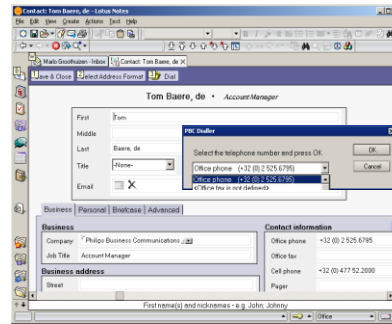 Contact: Tom Baere, de - Lotus Notes
File Edit View Create Actions Text Help
Marlo Groothuizen - Inbox
Contact: Tom Baere, de
Save & Close
Select Address Format
Dial
Tom Baere, de • Account Manager
First
Tom
Middle
Last
Baere, de
Title
-None-
Email
PBC Dialler
Select the telephone number and press OK
OK
Office phone (+32 (0) 2 525.6795)
Cancel
Office phone (+32 (0) 2 525.6795)
<Office fax is not defined>
Business Personal Briefcase Advanced
Business
Contact information
Company
Philips Business Communications
Office phone
+32 (0) 2 525.6795
Job Title
Account Manager
Office fax
Business address
Cell phone
+32 (0) 477 52.2000
Street
Pager
First name(s) and nicknames - e.g. John, Johnny
Office